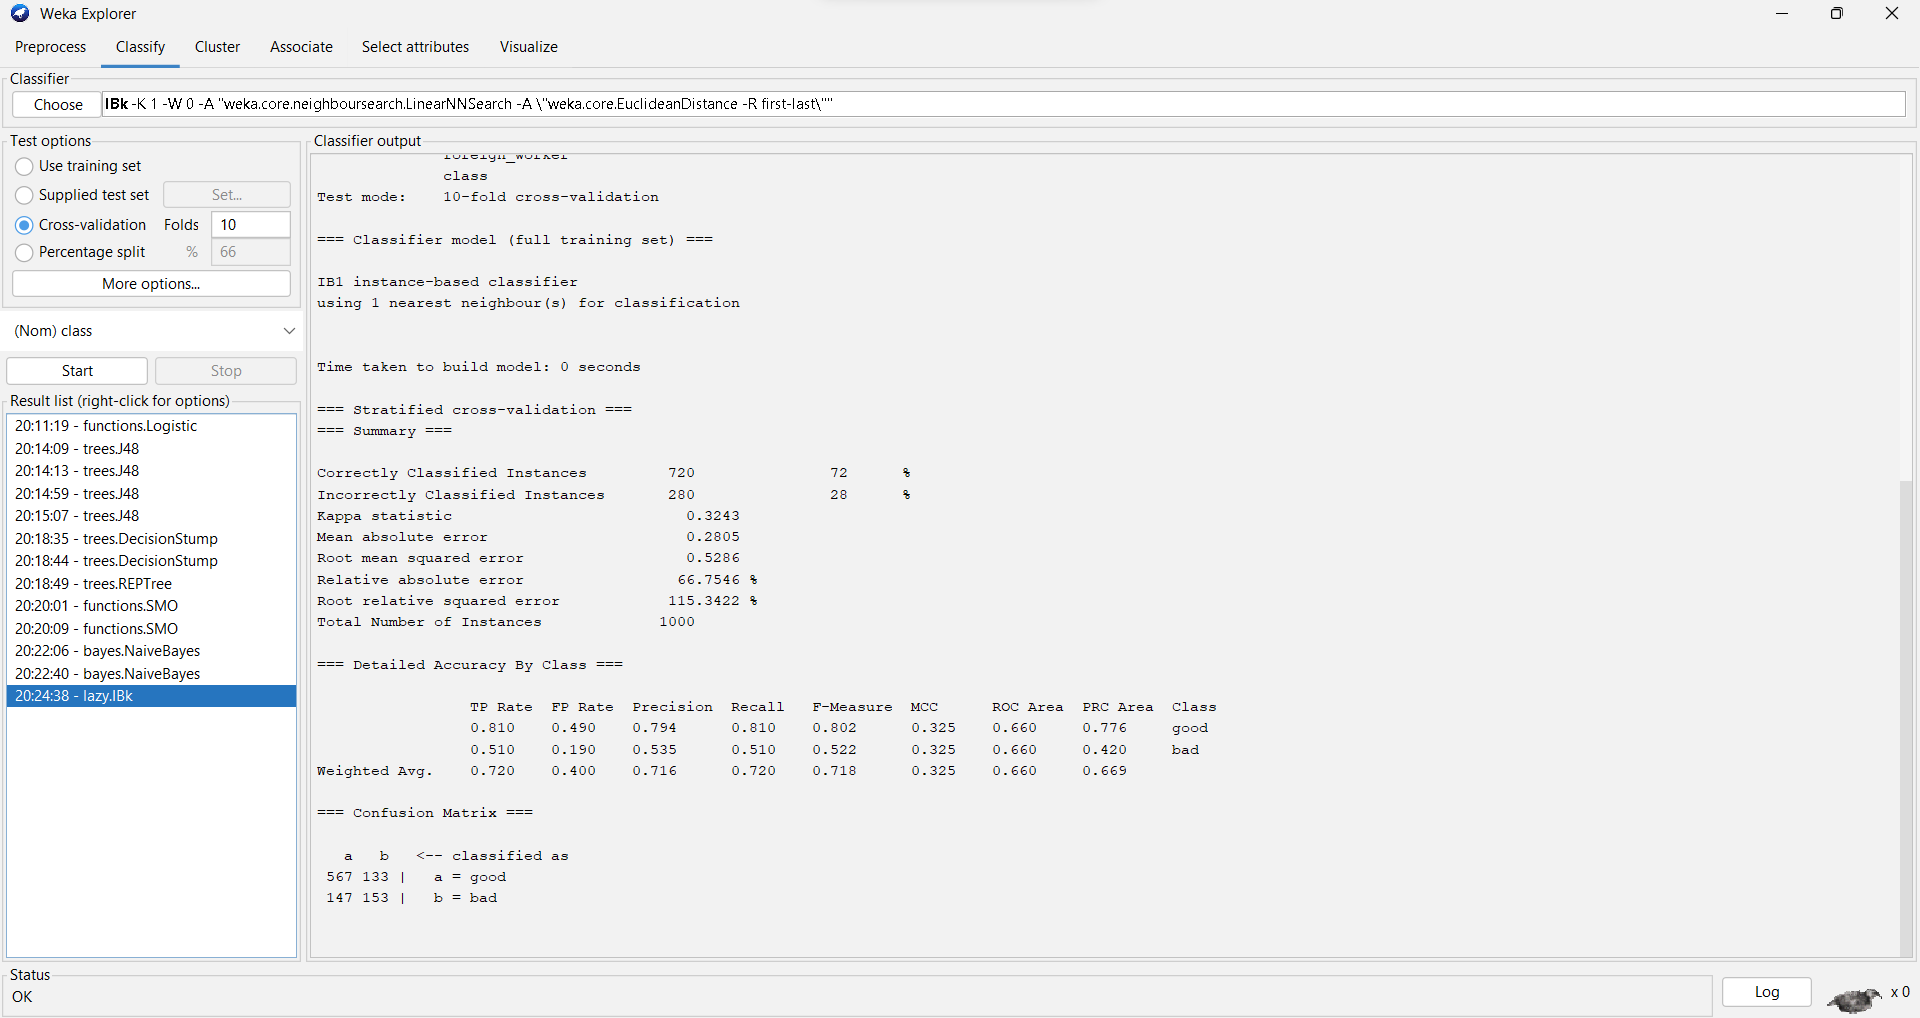 Weka Explorer
Preprocess Classify Cluster Associate Select attributes Visualize
Classifier
Choose IBk -K 1 -W 0 -A "weka.core.neighboursearch.LinearNNSearch -A \"weka.core.EuclideanDistance -R first-last\""
Test options
Use training set
Supplied test set Set...
Cross-validation Folds 10
Percentage split % 66
More options...
(Nom) class
Start Stop
Result list (right-click for options)
20:11:19 - functions.Logistic
20:14:09 - trees.J48
20:14:13 - trees.J48
20:14:59 - trees.J48
20:15:07 - trees.J48
20:18:35 - trees.DecisionStump
20:18:44 - trees.DecisionStump
20:18:49 - trees.REPTree
20:20:01 - functions.SMO
20:20:09 - functions.SMO
20:22:06 - bayes.NaiveBayes
20:22:40 - bayes.NaiveBayes
20:24:38 - lazy.IBk
Classifier output
foreign_worker
class
Test mode: 10-fold cross-validation
=== Classifier model (full training set) ===
IB1 instance-based classifier
using 1 nearest neighbour(s) for classification
Time taken to build model: 0 seconds
=== Stratified cross-validation ===
=== Summary ===
Correctly Classified Instances 720 72 %
Incorrectly Classified Instances 280 28 %
Kappa statistic 0.3243
Mean absolute error 0.2805
Root mean squared error 0.5286
Relative absolute error 66.7546 %
Root relative squared error 115.3422 %
Total Number of Instances 1000
=== Detailed Accuracy By Class ===
TP Rate FP Rate Precision Recall F-Measure MCC ROC Area PRC Area Class
0.810 0.490 0.794 0.810 0.802 0.325 0.660 0.776 good
0.510 0.190 0.535 0.510 0.522 0.325 0.660 0.420 bad
Weighted Avg. 0.720 0.400 0.716 0.720 0.718 0.325 0.660 0.669
=== Confusion Matrix ===
a b <-- classified as
567 133 | a = good
147 153 | b = bad
Status
OK
Log x 0